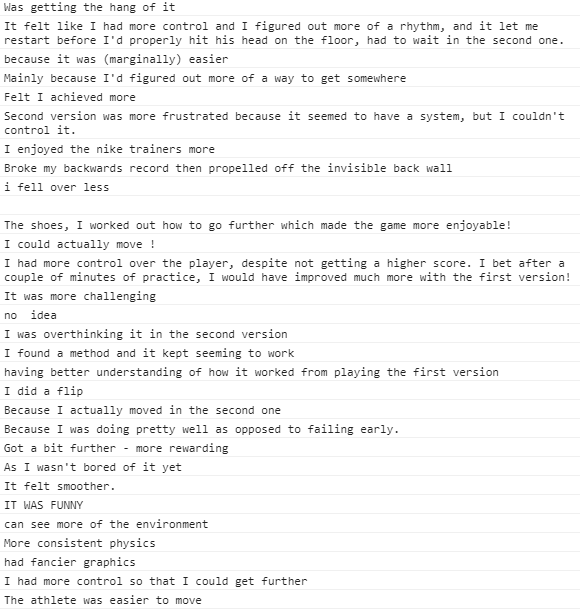 Was getting the hang of it
It felt like I had more control and I figured out more of a rhythm, and it let me
restart before I'd properly hit his head on the floor, had to wait in the second one.
because it was (marginally) easier
Mainly because I'd figured out more of a way to get somewhere
Felt I achieved more
Second version was more frustrated because it seemed to have a system, but I couldn't
control it.
I enjoyed the nike trainers more
Broke my backwards record then propelled off the invisible back wall
i fell over less
The shoes, I worked out how to go further which made the game more enjoyable!
I could actually move !
I had more control over the player, despite not getting a higher score. I bet after a
couple of minutes of practice, I would have improved much more with the first version!
It was more challenging
no  idea
I was overthinking it in the second version
I found a method and it kept seeming to work
having better understanding of how it worked from playing the first version
I did a flip
Because I actually moved in the second one
Because I was doing pretty well as opposed to failing early.
Got a bit further - more rewarding
As I wasn't bored of it yet
It felt smoother.
IT WAS FUNNY
can see more of the environment
More consistent physics
had fancier graphics
I had more control so that I could get further
The athlete was easier to move